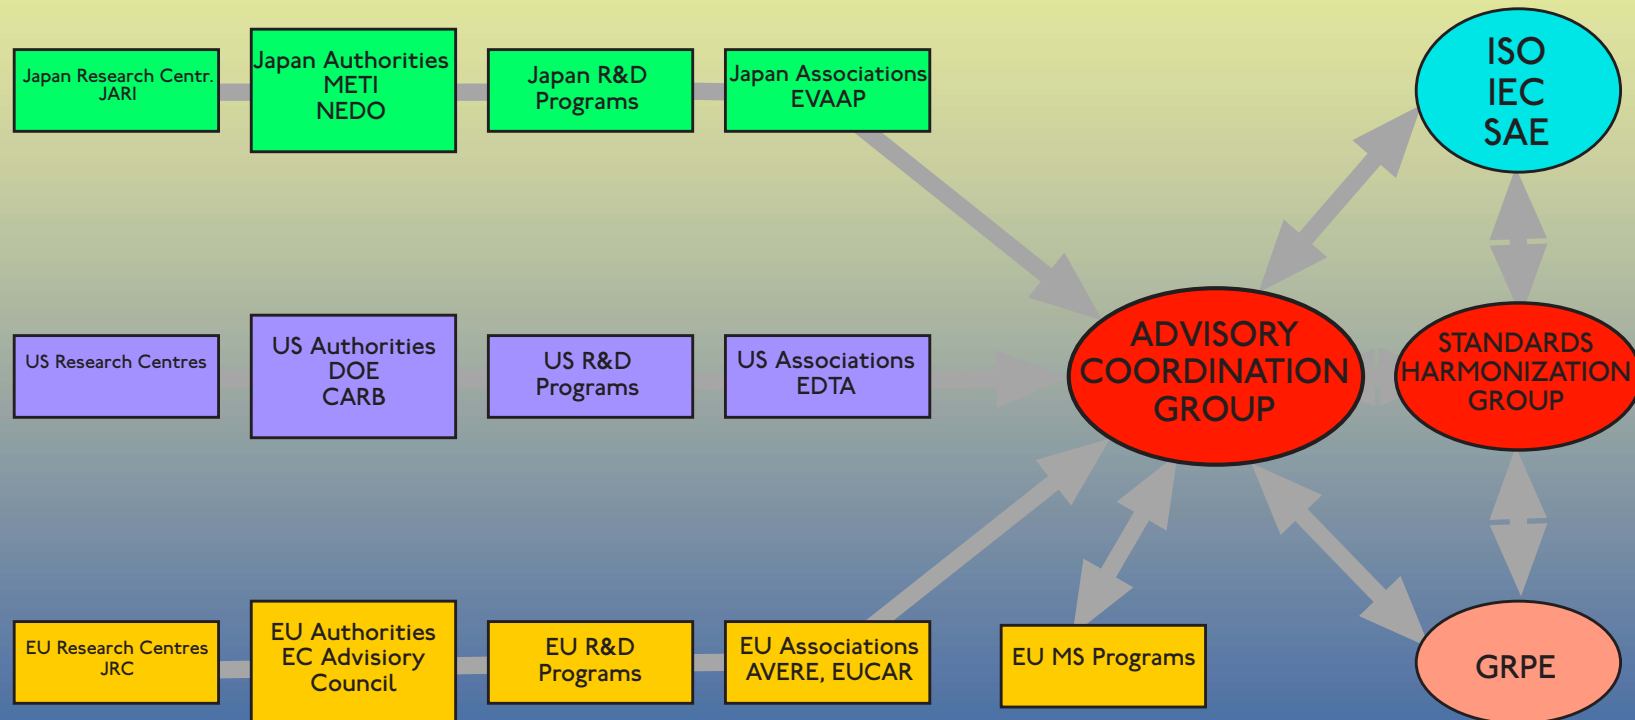 Japan Research Centr.
JARI
Japan Authorities
METI
NEDO
Japan R&D
Programs
Japan Associations
EVAAP
ISO
IEC
SAE
US Research Centres
US Authorities
DOE
CARB
US R&D
Programs
US Associations
EDTA
ADVISORY
COORDINATION
GROUP
STANDARDS
HARMONIZATION
GROUP
EU Research Centres
JRC
EU Authorities
EC Advisiory
Council
EU R&D
Programs
EU Associations
AVERE, EUCAR
EU MS Programs
GRPE